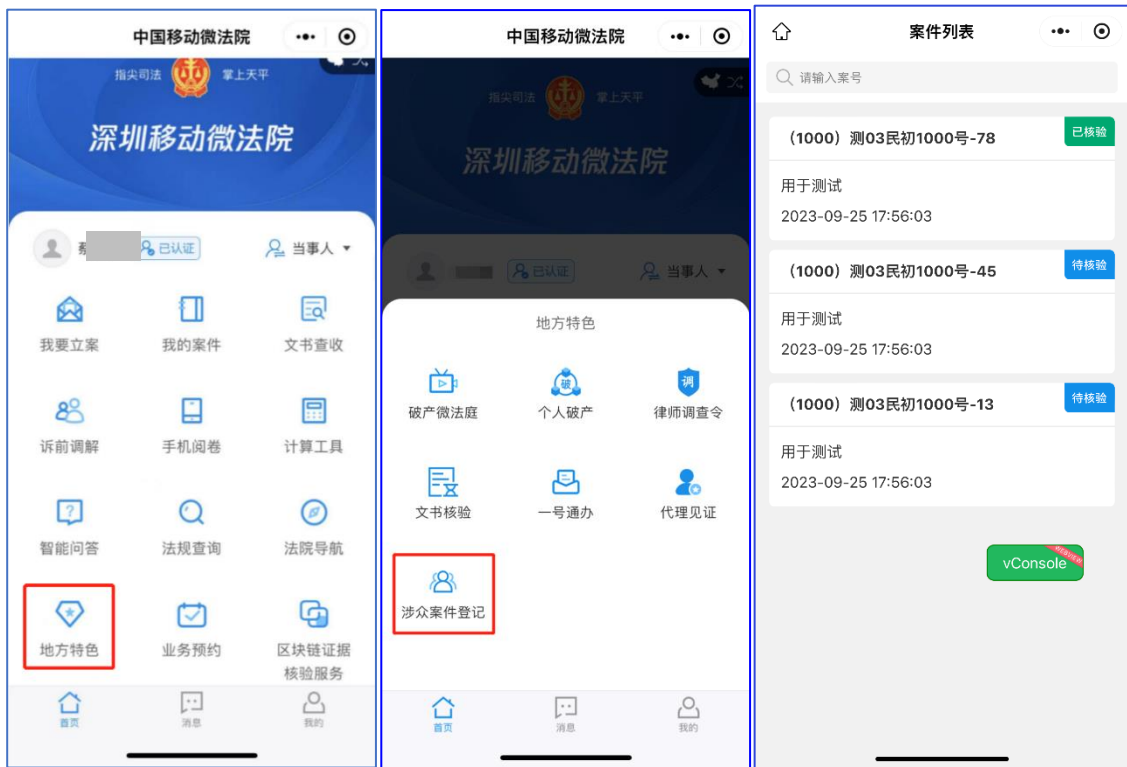 中国移动微法院
指尖司法 掌上天平
深圳移动微法院
已认证 当事人
我要立案 我的案件 文书查收
诉前调解 手机阅卷 计算工具
智能问答 法规查询 法院导航
地方特色 业务预约 区块链证据
核验服务
首页 消息 我的
中国移动微法院
指尖司法 掌上天平
深圳移动微法院
已认证 当事人
地方特色
破产微法庭 个人破产 律师调查令
文书核验 一号通办 代理见证
涉众案件登记
首页 消息 我的
案件列表
请输入案号
（1000）测03民初1000号-78 已核验
用于测试
2023-09-25 17:56:03
（1000）测03民初1000号-45 待核验
用于测试
2023-09-25 17:56:03
（1000）测03民初1000号-13 待核验
用于测试
2023-09-25 17:56:03
vConsole